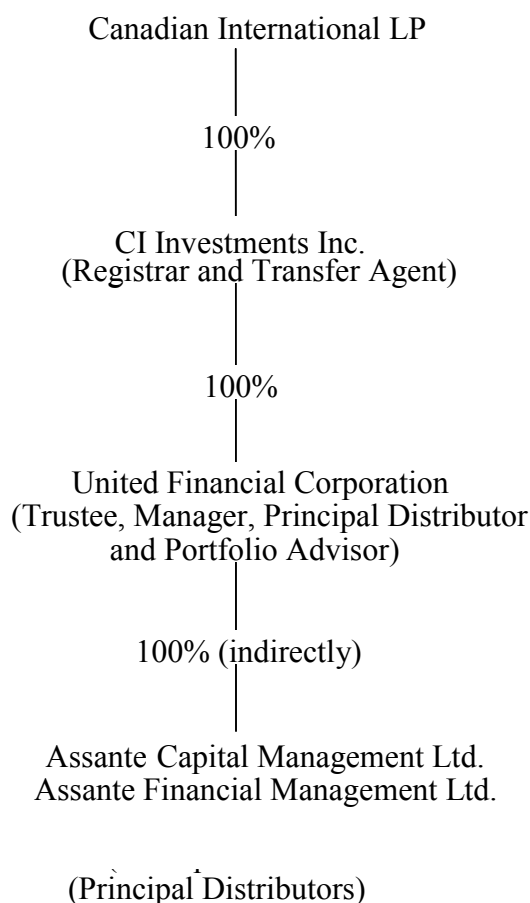 Canadian International LP
100%
CI Investments Inc.
(Registrar and Transfer Agent)
100%
United Financial Corporation
(Trustee, Manager, Principal Distributor
and Portfolio Advisor)
100% (indirectly)
Assante Capital Management Ltd.
Assante Financial Management Ltd.
(Principal Distributors)